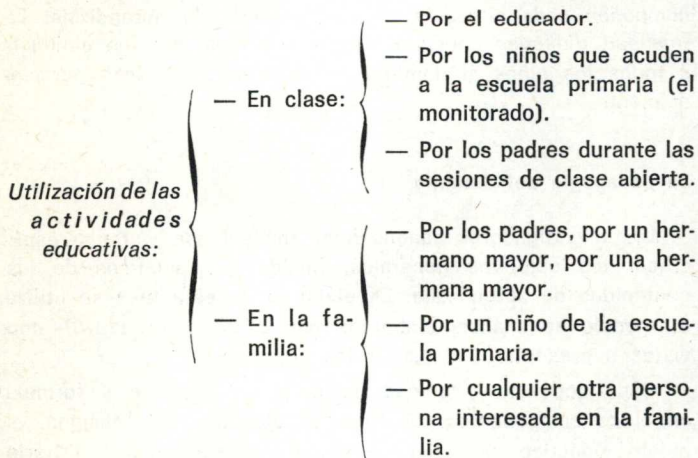 Utilización de las
actividades
educativas:
— En clase:
— Por el educador.
— Por los niños que acuden
a la escuela primaria (el
monitorado).
— Por los padres durante las
sesiones de clase abierta.
— En la fa-
milia:
— Por los padres, por un her-
mano mayor, por una her-
mana mayor.
— Por un niño de la escue-
la primaria.
— Por cualquier otra perso-
na interesada en la fami-
lia.